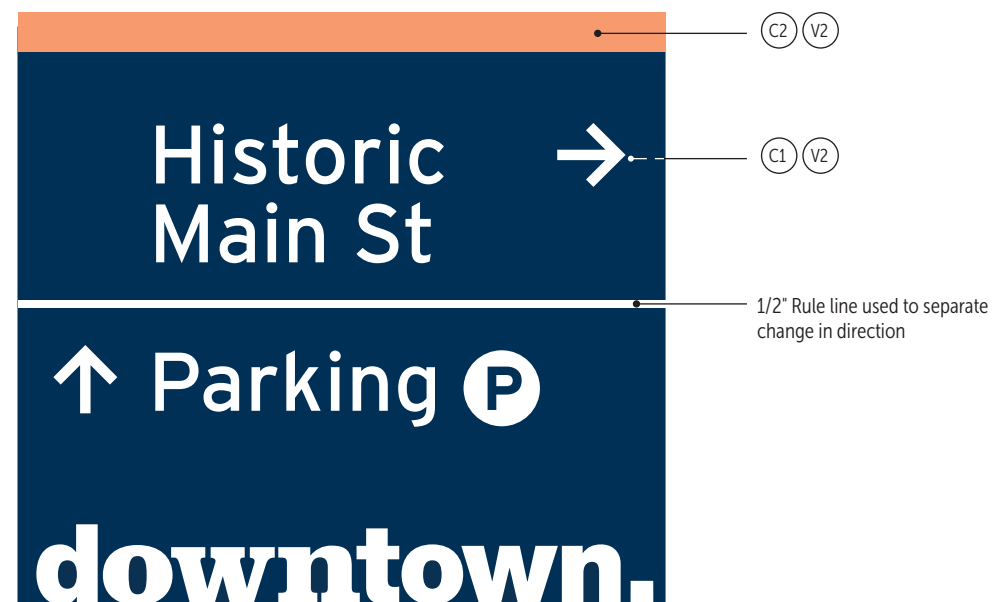 C2 V2
Historic
Main St
→
C1 V2
1/2" Rule line used to separate
change in direction
↑ Parking P
downtown.